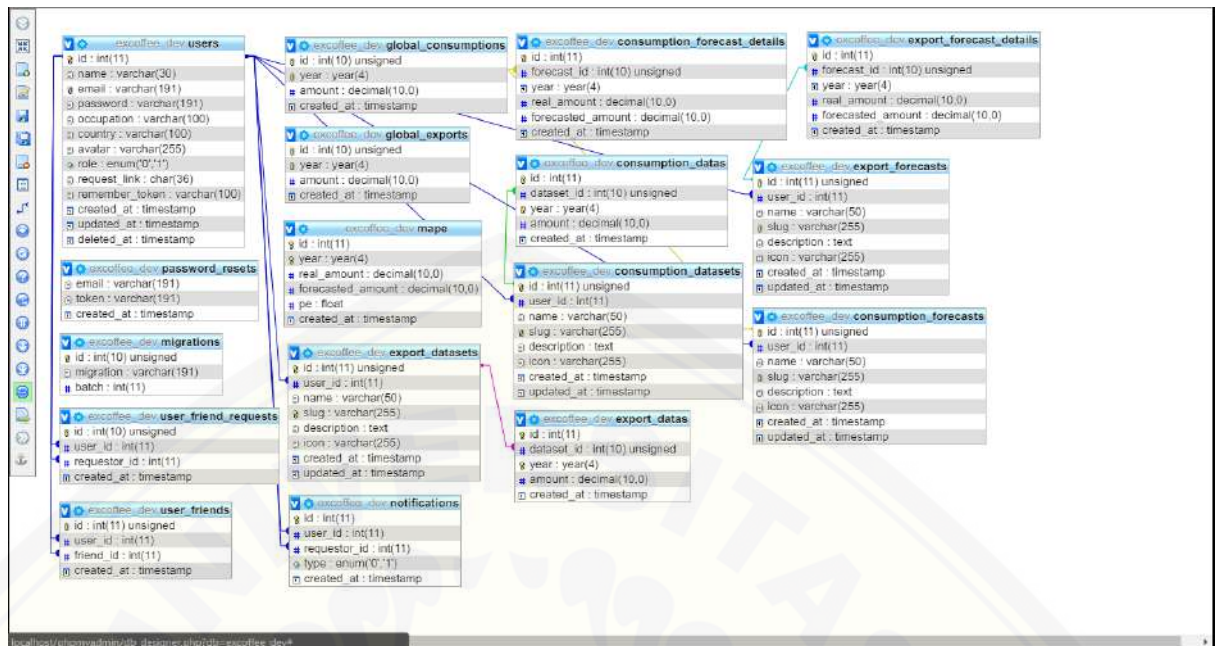 excoffee_dev users
id : int(11)
name : varchar(30)
email : varchar(191)
password : varchar(191)
occupation : varchar(100)
country : varchar(100)
avatar : varchar(255)
role : enum('0','1')
request_link : char(36)
remember_token : varchar(100)
created_at : timestamp
updated_at : timestamp
deleted_at : timestamp
excoffee_dev password_resets
email : varchar(191)
token : varchar(191)
created_at : timestamp
excoffee_dev migrations
id : int(10) unsigned
migration : varchar(191)
batch : int(11)
excoffee_dev user_friend_requests
id : int(10) unsigned
user_id : int(11)
requestor_id : int(11)
created_at : timestamp
excoffee_dev user_friends
id : int(11) unsigned
user_id : int(11)
friend_id : int(11)
created_at : timestamp
excoffee_dev global_consumptions
id : int(10) unsigned
year : year(4)
amount : decimal(10,0)
created_at : timestamp
excoffee_dev global_exports
id : int(10) unsigned
year : year(4)
amount : decimal(10,0)
created_at : timestamp
excoffee_dev mape
id : int(11)
year : year(4)
real_amount : decimal(10,0)
forecasted_amount : decimal(10,0)
pe : float
created_at : timestamp
excoffee_dev export_datasets
id : int(11) unsigned
user_id : int(11)
name : varchar(50)
slug : varchar(255)
description : text
icon : varchar(255)
created_at : timestamp
updated_at : timestamp
excoffee_dev notifications
id : int(11)
user_id : int(11)
requestor_id : int(11)
type : enum('0','1')
created_at : timestamp
excoffee_dev consumption_forecast_details
id : int(11)
forecast_id : int(10) unsigned
year : year(4)
real_amount : decimal(10,0)
forecasted_amount : decimal(10,0)
created_at : timestamp
excoffee_dev consumption_datas
id : int(11)
dataset_id : int(10) unsigned
year : year(4)
amount : decimal(10,0)
created_at : timestamp
excoffee_dev consumption_datasets
id : int(11) unsigned
user_id : int(11)
name : varchar(50)
slug : varchar(255)
description : text
icon : varchar(255)
created_at : timestamp
updated_at : timestamp
excoffee_dev export_datas
id : int(11)
dataset_id : int(10) unsigned
year : year(4)
amount : decimal(10,0)
created_at : timestamp
excoffee_dev export_forecast_details
id : int(11)
forecast_id : int(10) unsigned
year : year(4)
real_amount : decimal(10,0)
forecasted_amount : decimal(10,0)
created_at : timestamp
excoffee_dev export_forecasts
id : int(11) unsigned
user_id : int(11)
name : varchar(50)
slug : varchar(255)
description : text
icon : varchar(255)
created_at : timestamp
updated_at : timestamp
excoffee_dev consumption_forecasts
id : int(11) unsigned
user_id : int(11)
name : varchar(50)
slug : varchar(255)
description : text
icon : varchar(255)
created_at : timestamp
updated_at : timestamp
localhost/phpmyadmin/db_designer.php?db=excoffee_dev#